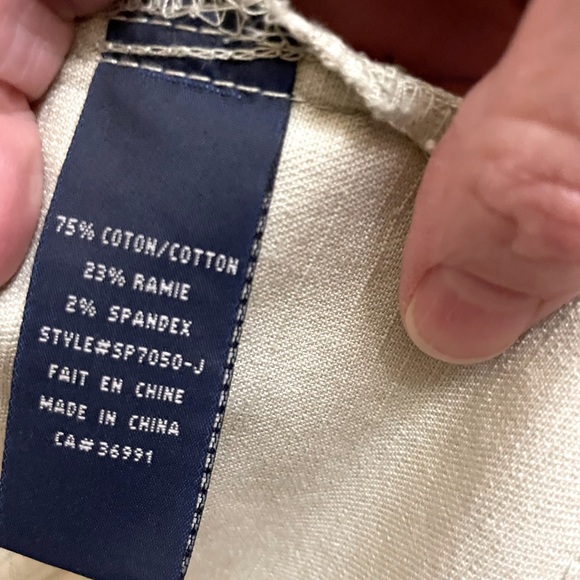 75% COTON/COTTON
23% RAMIE
2% SPANDEX
STYLE#SP7050-J
FAIT EN CHINE
MADE IN CHINA
CA#36991